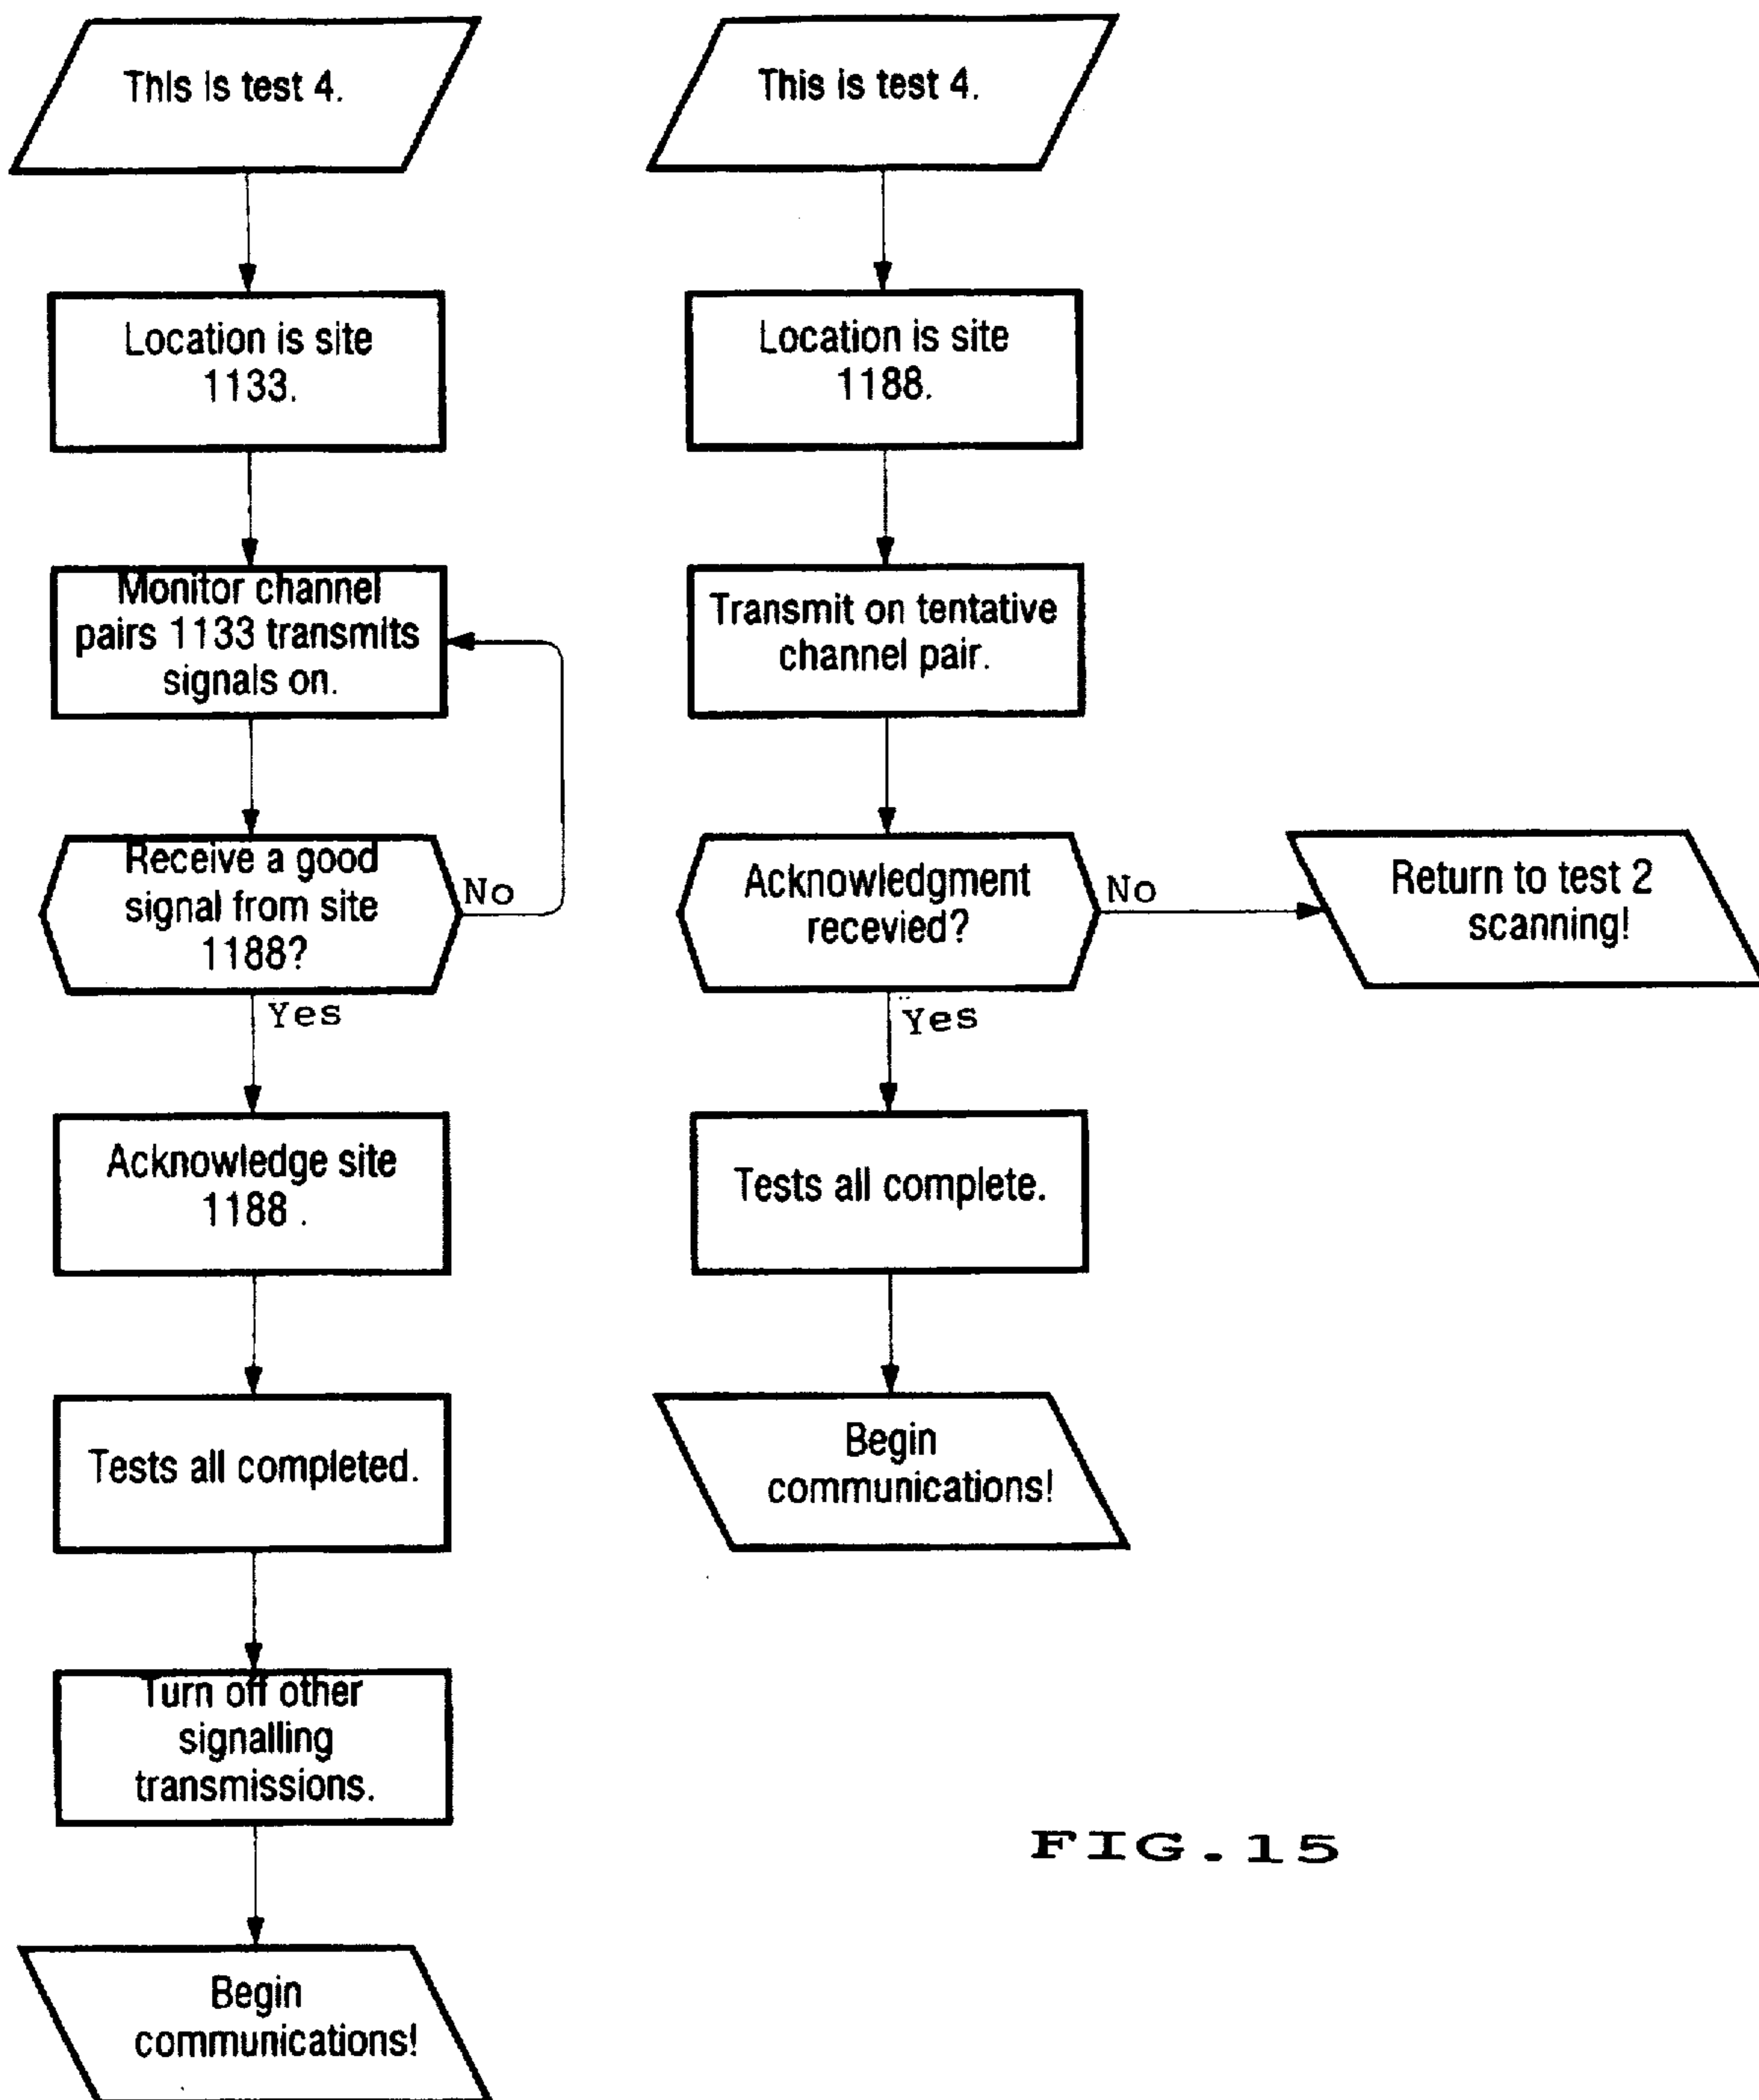 This is test 4.
Location is site
1133.
Monitor channel
pairs 1133 transmits
signals on.
Receive a good
signal from site
1188?
No
Yes
Acknowledge site
1188 .
Tests all completed.
Turn off other
signalling
transmissions.
Begin
communications!
This is test 4.
Location is site
1188.
Transmit on tentative
channel pair.
Acknowledgment
recevied?
No
Return to test 2
scanning!
Yes
Tests all complete.
Begin
communications!
FIG.15